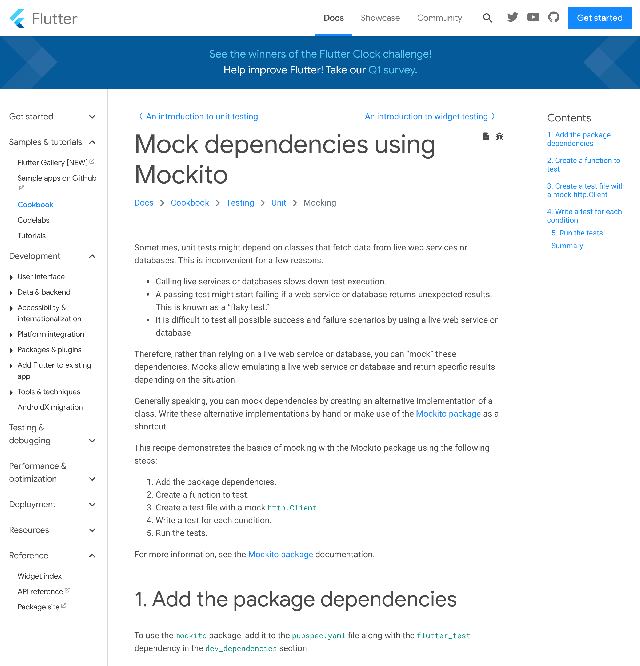 Flutter
Docs
Showcase
Community
Get started
See the winners of the Flutter Clock challenge!
Help improve Flutter! Take our Q1 survey.
Get started
Samples & tutorials
Flutter Gallery [NEW]
Sample apps on Github
Cookbook
Codelabs
Tutorials
Development
User interface
Data & backend
Accessibility &
internationalization
Platform integration
Packages & plugins
Add Flutter to existing
app
Tools & techniques
AndroidX migration
Testing &
debugging
Performance &
optimization
Deployment
Resources
Reference
Widget index
API reference
Package site
An introduction to unit testing
An introduction to widget testing
Mock dependencies using
Mockito
Docs > Cookbook > Testing > Unit > Mocking
Sometimes, unit tests might depend on classes that fetch data from live web services or
databases. This is inconvenient for a few reasons:
• Calling live services or databases slows down test execution.
• A passing test might start failing if a web service or database returns unexpected results.
This is known as a “flaky test.”
• It is difficult to test all possible success and failure scenarios by using a live web service or
database.
Therefore, rather than relying on a live web service or database, you can “mock” these
dependencies. Mocks allow emulating a live web service or database and return specific results
depending on the situation.
Generally speaking, you can mock dependencies by creating an alternative implementation of a
class. Write these alternative implementations by hand or make use of the Mockito package as a
shortcut.
This recipe demonstrates the basics of mocking with the Mockito package using the following
steps:
1. Add the package dependencies.
2. Create a function to test.
3. Create a test file with a mock http.Client.
4. Write a test for each condition.
5. Run the tests.
For more information, see the Mockito package documentation.
1. Add the package dependencies
To use the mockito package, add it to the pubspec.yaml file along with the flutter_test
dependency in the dev_dependencies section.
Contents
1. Add the package
dependencies
2. Create a function to
test
3. Create a test file with
a mock http.Client
4. Write a test for each
condition
5. Run the tests
Summary